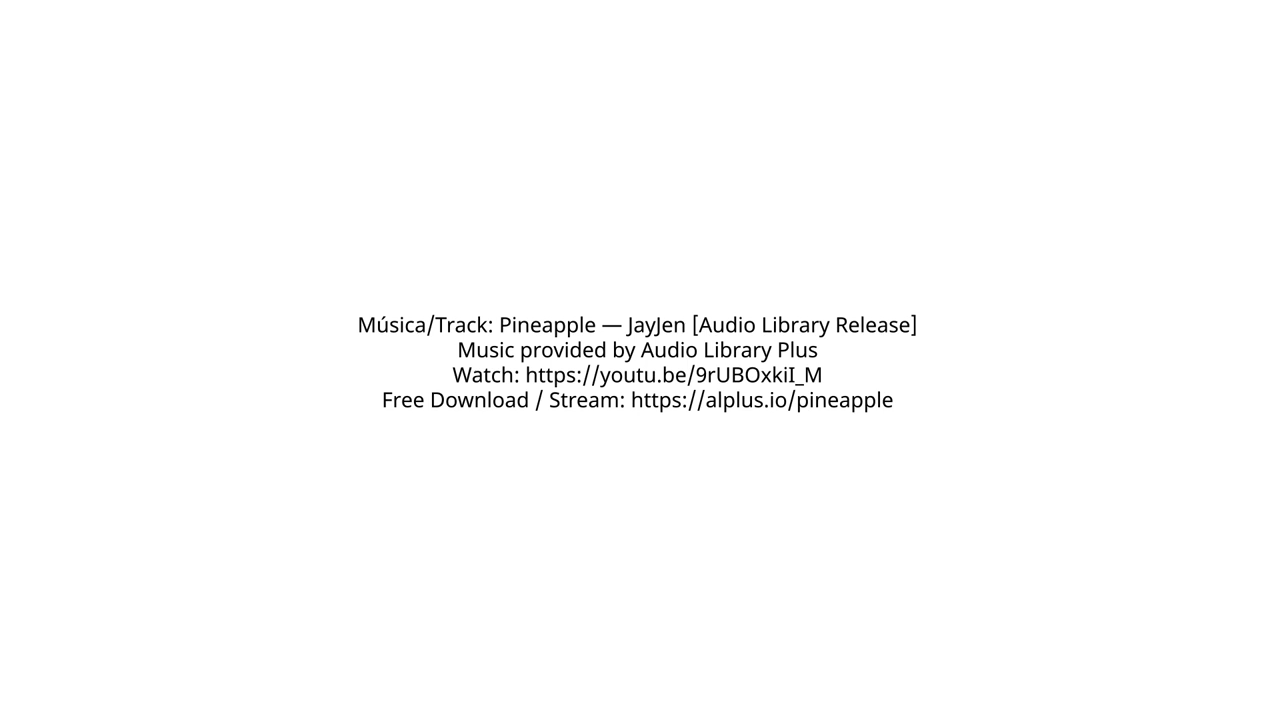 Música/Track: Pineapple — JayJen [Audio Library Release]
Music provided by Audio Library Plus
Watch: https://youtu.be/9rUBOxkiI_M
Free Download / Stream: https://alplus.io/pineapple